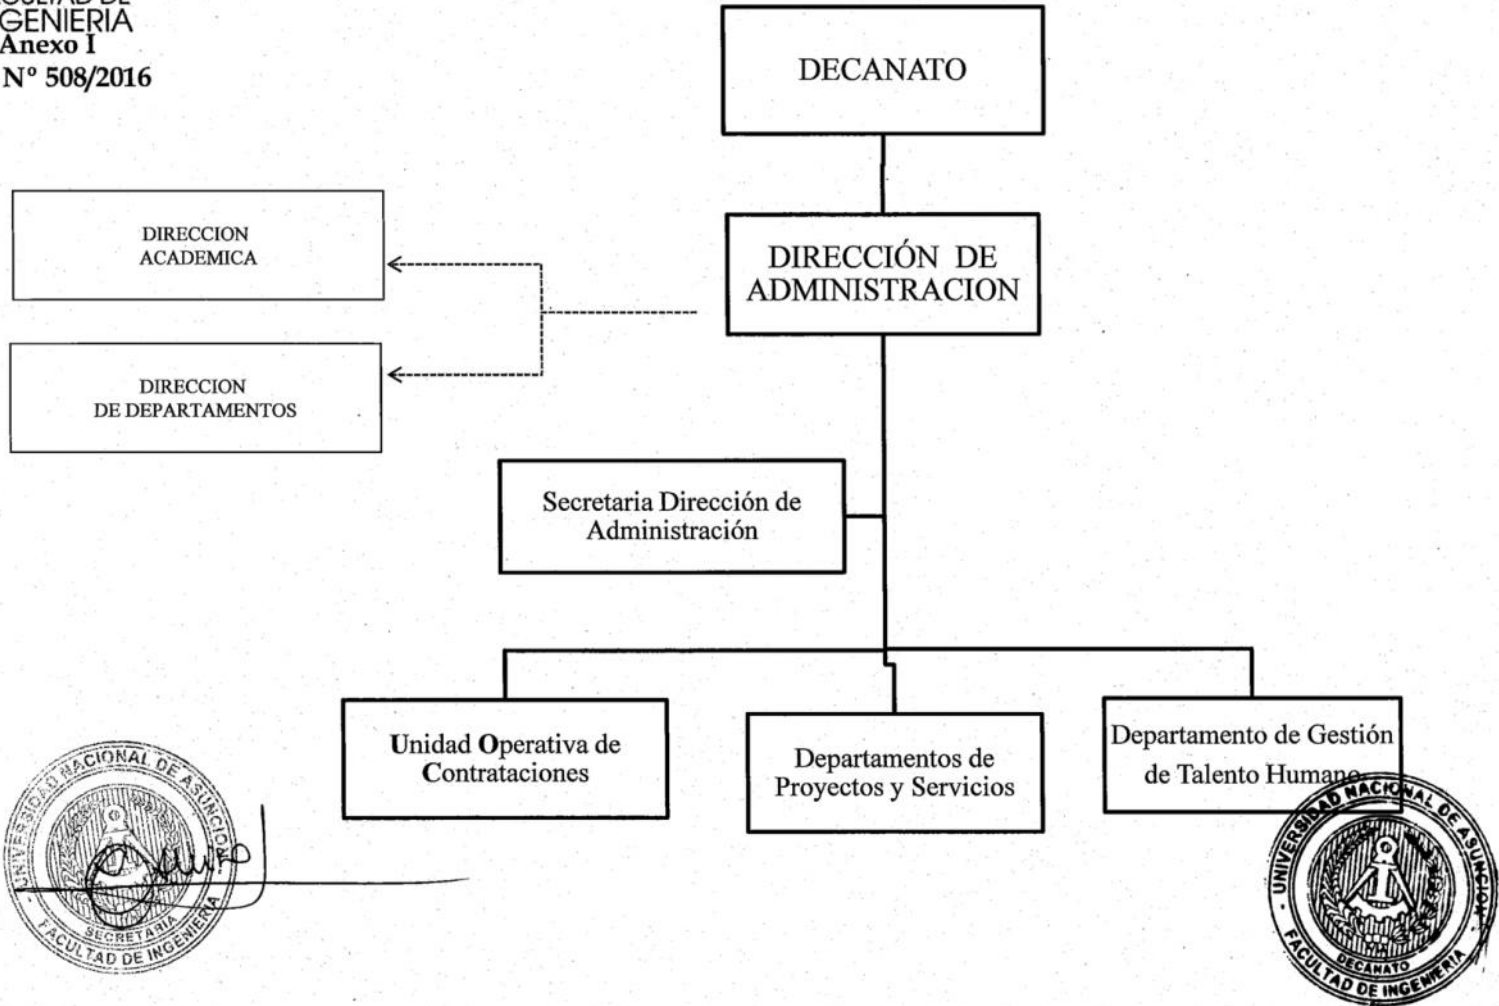 GENIERIA
Anexo I
Nº 508/2016
DECANATO
DIRECCION
ACADEMICA
DIRECCIÓN DE
ADMINISTRACION
DIRECCION
DE DEPARTAMENTOS
Secretaria Dirección de
Administración
Unidad Operativa de
Contrataciones
Departamentos de
Proyectos y Servicios
Departamento de Gestión
de Talento Humano
UNIVERSIDAD NACIONAL DE ASUNCION
SECRETARIA
FACULTAD DE INGENIERIA
UNIVERSIDAD NACIONAL DE ASUNCION
DECANATO
FACULTAD DE INGENIERIA